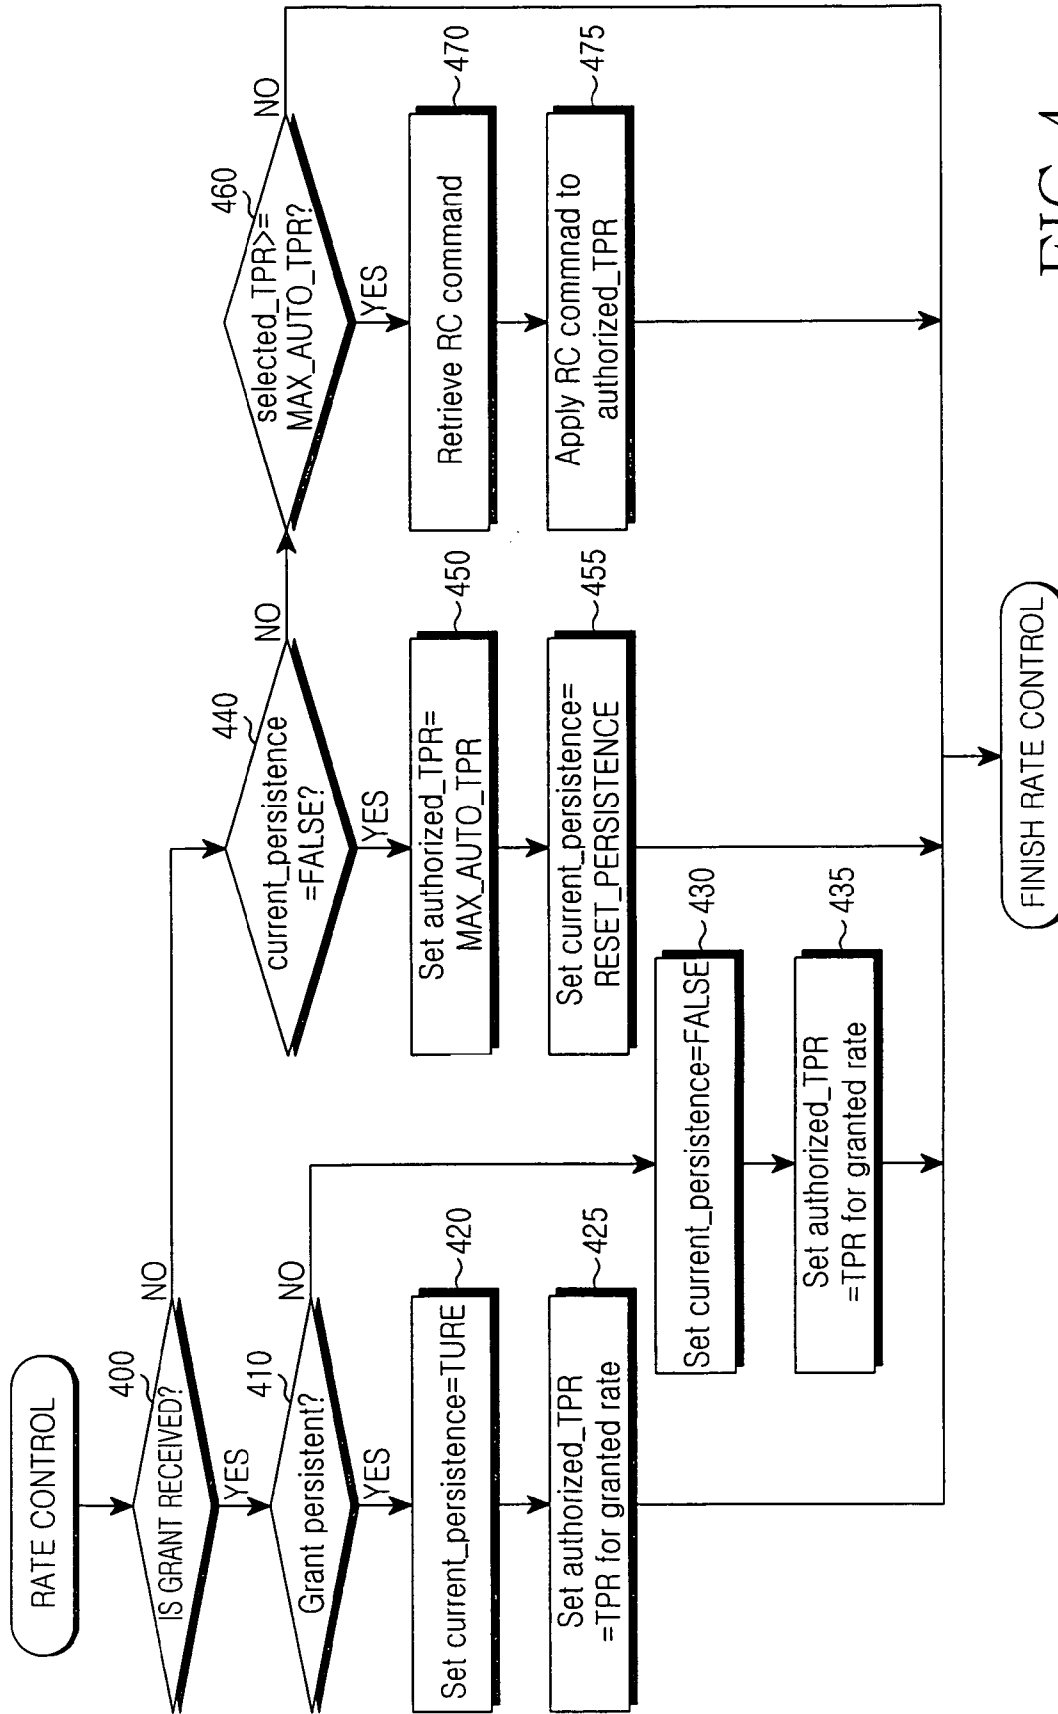 RATE CONTROL
400
IS GRANT RECEIVED?
NO
YES
410
Grant persistent?
NO
YES
Set current_persistence=TURE
420
Set authorized_TPR
=TPR for granted rate
425
Set current_persistence=FALSE
430
Set authorized_TPR
=TPR for granted rate
435
440
current_persistence
=FALSE?
NO
YES
Set authorized_TPR=
MAX_AUTO_TPR
450
Set current_persistence=
RESET_PERSISTENCE
455
460
selected_TPR>=
MAX_AUTO_TPR?
NO
YES
Retrieve RC command
470
Apply RC commnad to
authorized_TPR
475
FINISH RATE CONTROL
FIG. 4